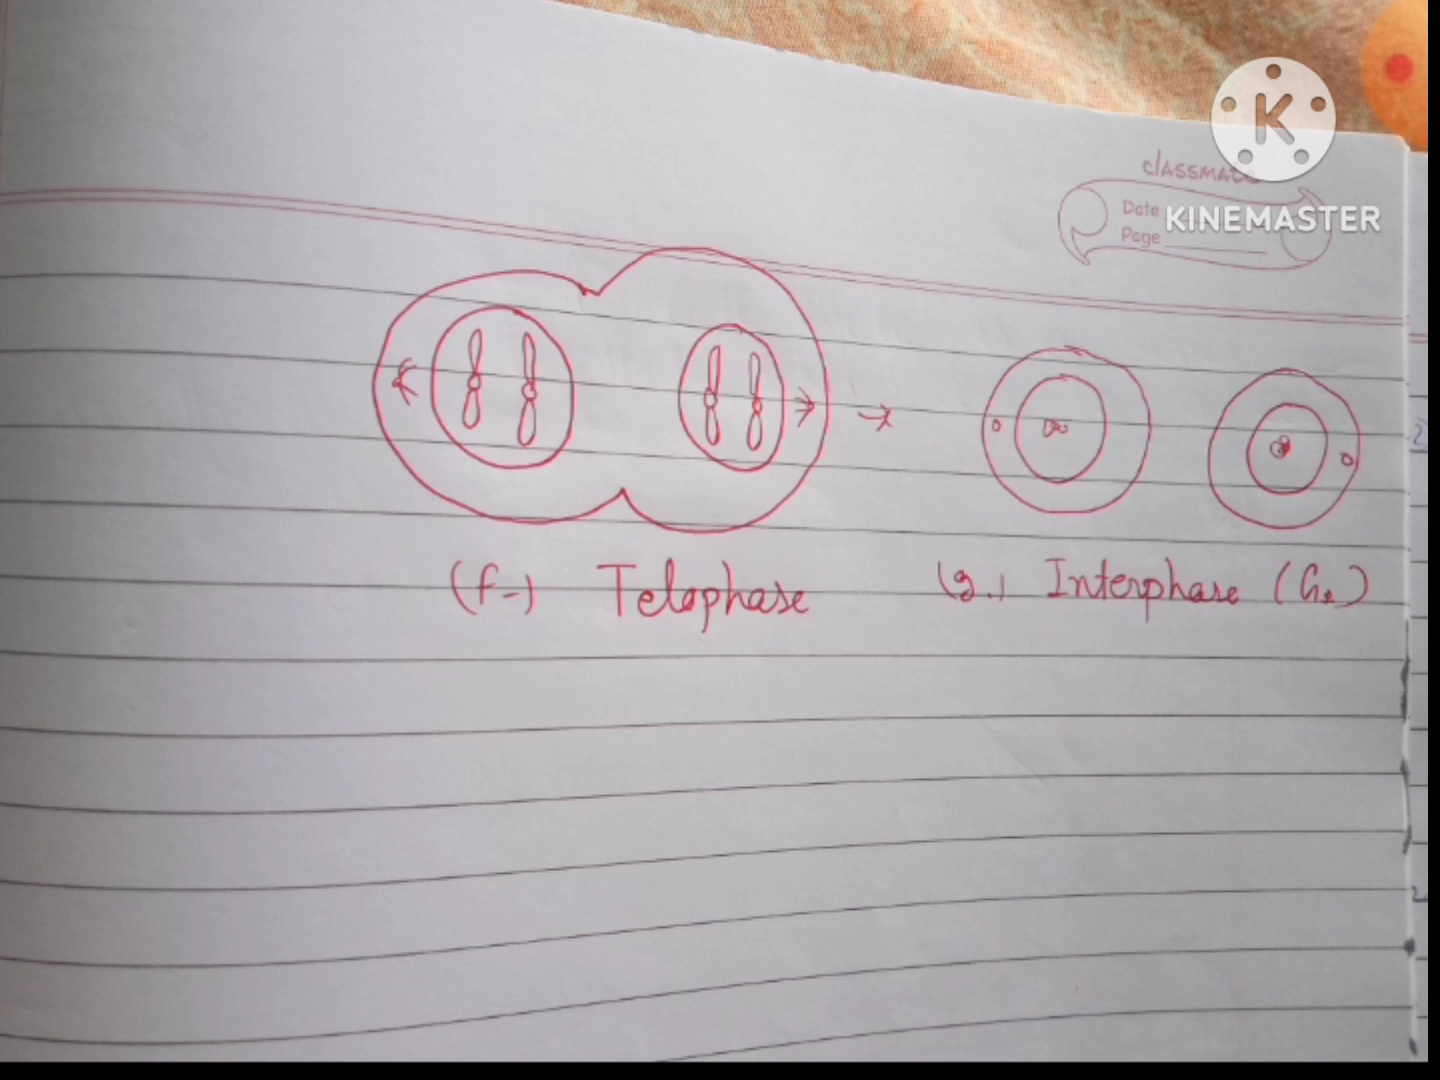 classmate
Date
Page
KINEMASTER
(f-) Telophase
(g.) Interphase